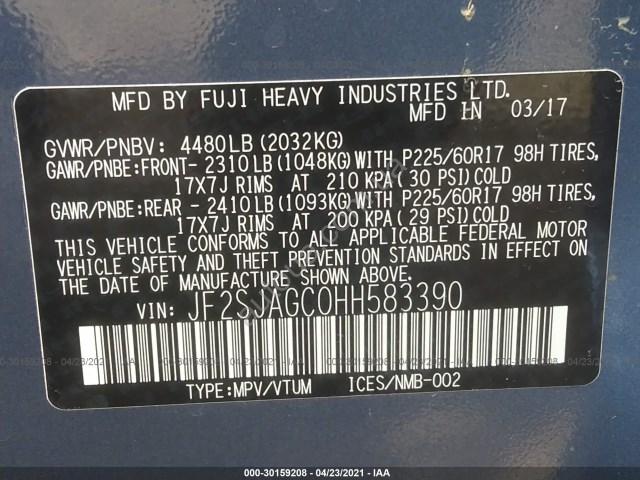 MFD BY FUJI HEAVY INDUSTRIES LTD.
MFD IN 03/17
GVWR/PNBV: 4480LB(2032KG)
GAWR/PNBE:FRONT-2310LB(1048KG)WITH P225/60R17 98H TIRES,
17X7J RIMS AT 210 KPA(30 PSI)COLD
GAWR/PNBE:REAR -2410LB(1093KG)WITH P225/60R17 98H TIRES,
17X7J RIMS AT 200 KPA(29 PSI)COLD
THIS VEHICLE CONFORMS TO ALL APPLICABLE FEDERAL MOTOR
VEHICLE SAFETY AND THEFT PREVENTION STANDARDS IN EFFECT ON
THE DATE OF MANUFACTURE SHOWN ABOVE.
VIN: JF2SJAGC0HH583390
TYPE:MPV/VTUM ICES/NMB-002
000-30159208 - 04/23/2021 - IAA